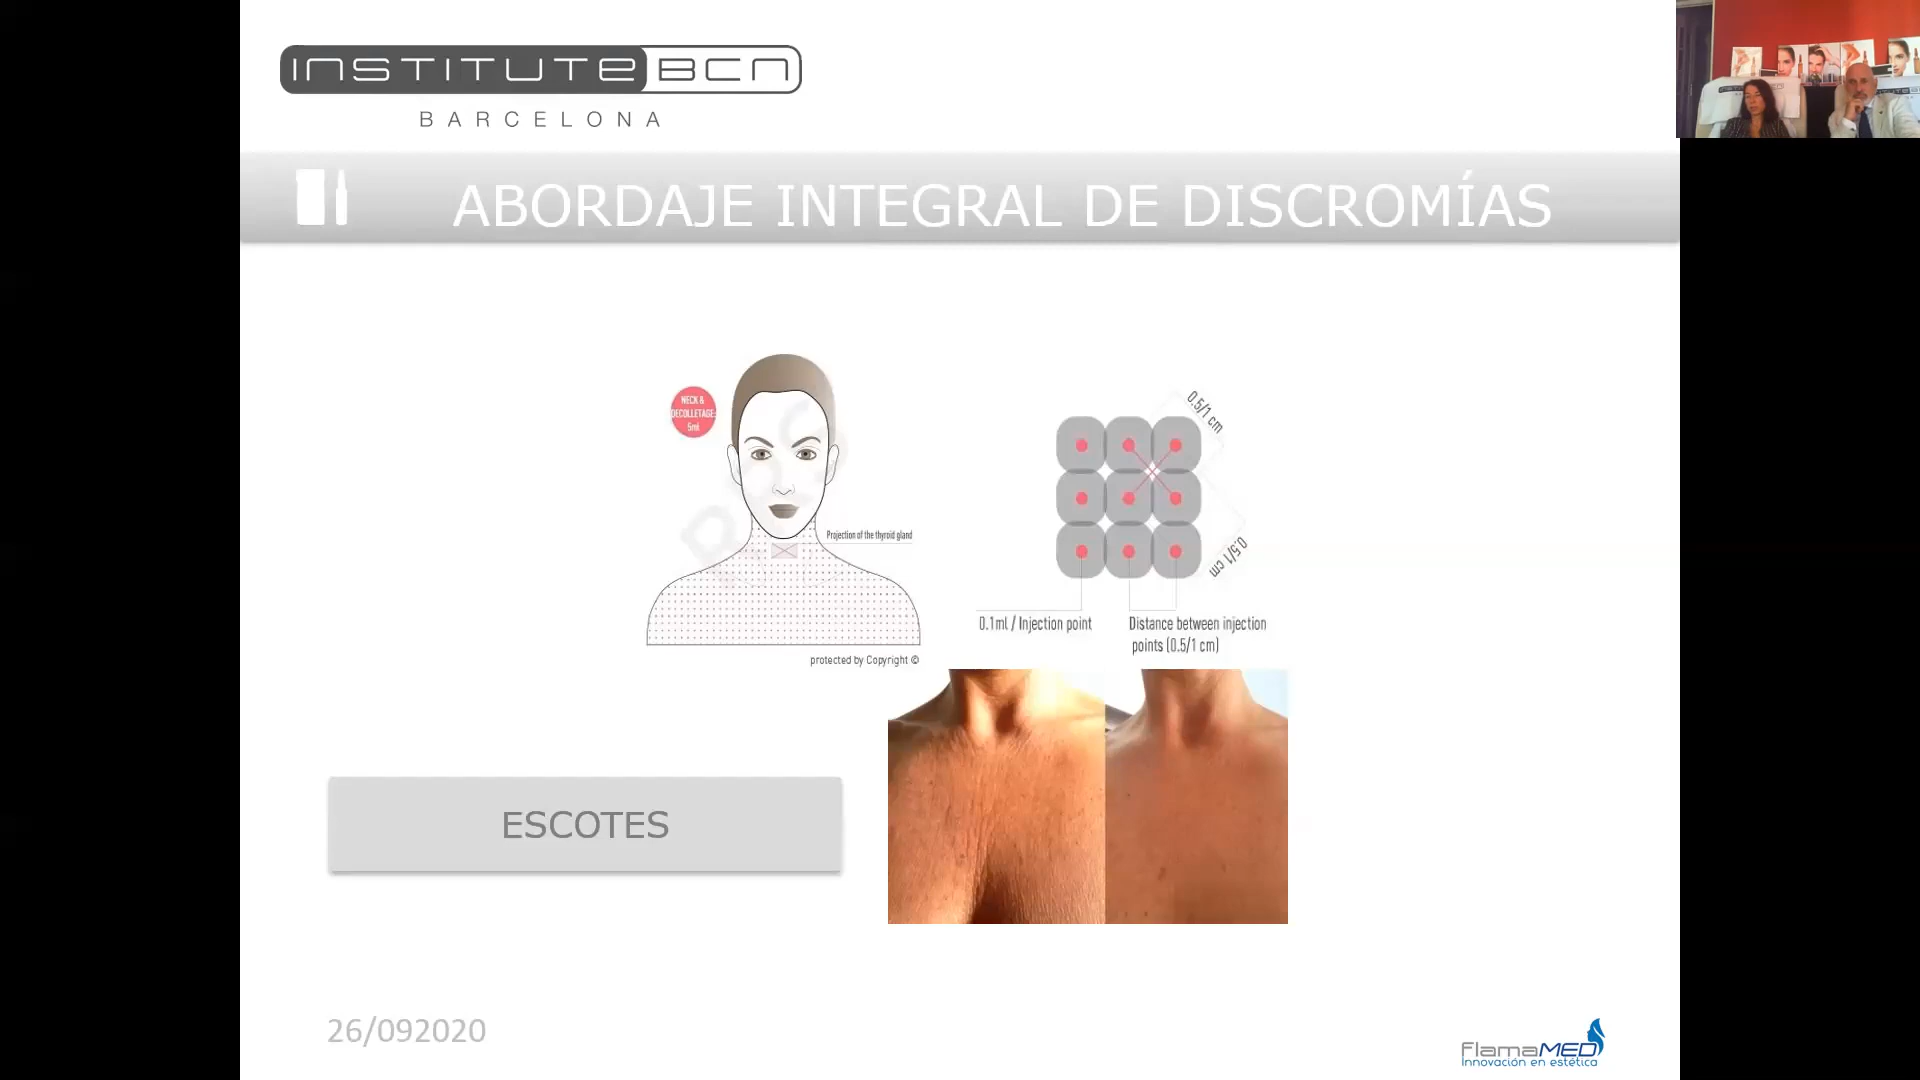 INSTITUTE BCN
BARCELONA
ABORDAJE INTEGRAL DE DISCROMÍAS
NECK &
DECOLLETAGE:
5ml
Projection of the thyroid gland
protected by Copyright ©
0.5/1 cm
0.5/1 cm
0.1ml / Injection point
Distance between injection
points (0.5/1 cm)
ESCOTES
26/092020
FlamaMED
Innovación en estética